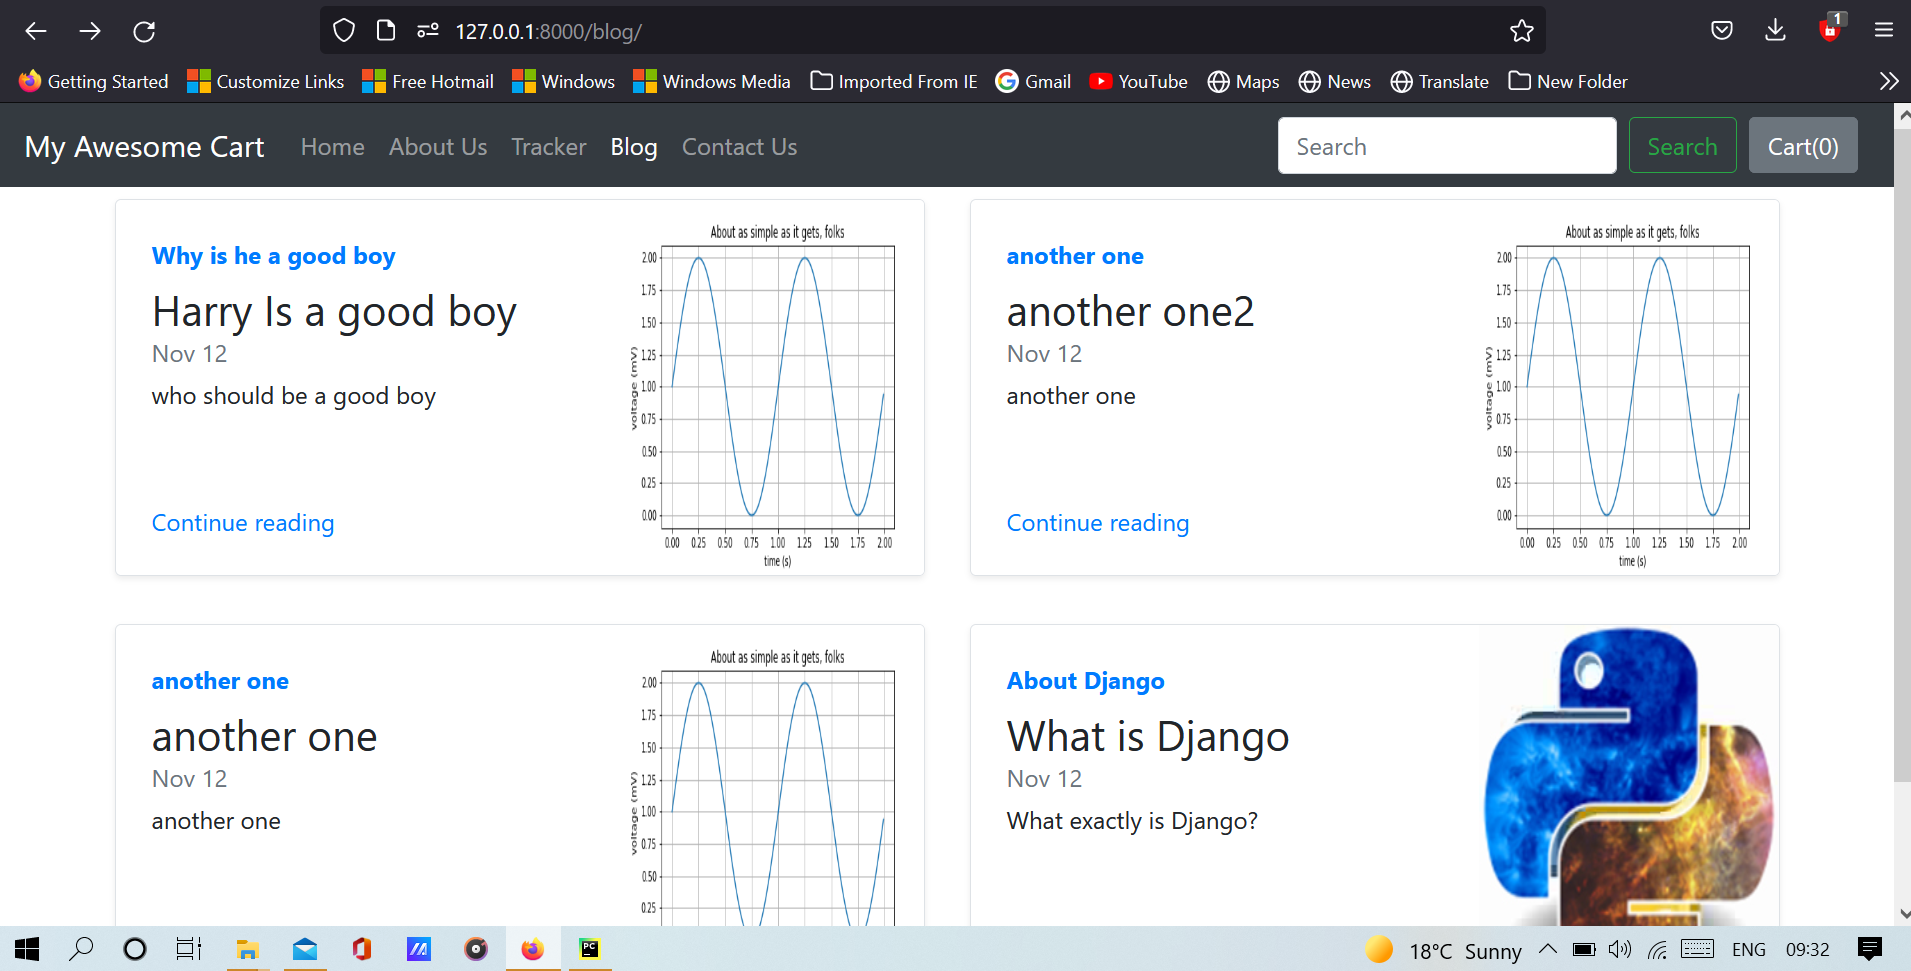 127.0.0.1:8000/blog/
1
Getting Started Customize Links Free Hotmail Windows Windows Media Imported From IE Gmail YouTube Maps News Translate New Folder
My Awesome Cart Home About Us Tracker Blog Contact Us Search Search Cart(0)
Why is he a good boy
Harry Is a good boy
Nov 12
who should be a good boy
Continue reading
About as simple as it gets, folks
2.00
1.75
1.50
1.25
1.00
0.75
0.50
0.25
0.00
voltage (mV)
0.00 0.25 0.50 0.75 1.00 1.25 1.50 1.75 2.00
time (s)
another one
another one2
Nov 12
another one
Continue reading
About as simple as it gets, folks
2.00
1.75
1.50
1.25
1.00
0.75
0.50
0.25
0.00
voltage (mV)
0.00 0.25 0.50 0.75 1.00 1.25 1.50 1.75 2.00
time (s)
another one
another one
Nov 12
another one
About as simple as it gets, folks
2.00
1.75
1.50
1.25
1.00
0.75
0.50
0.25
voltage (mV)
About Django
What is Django
Nov 12
What exactly is Django?
PC
18°C Sunny ENG 09:32